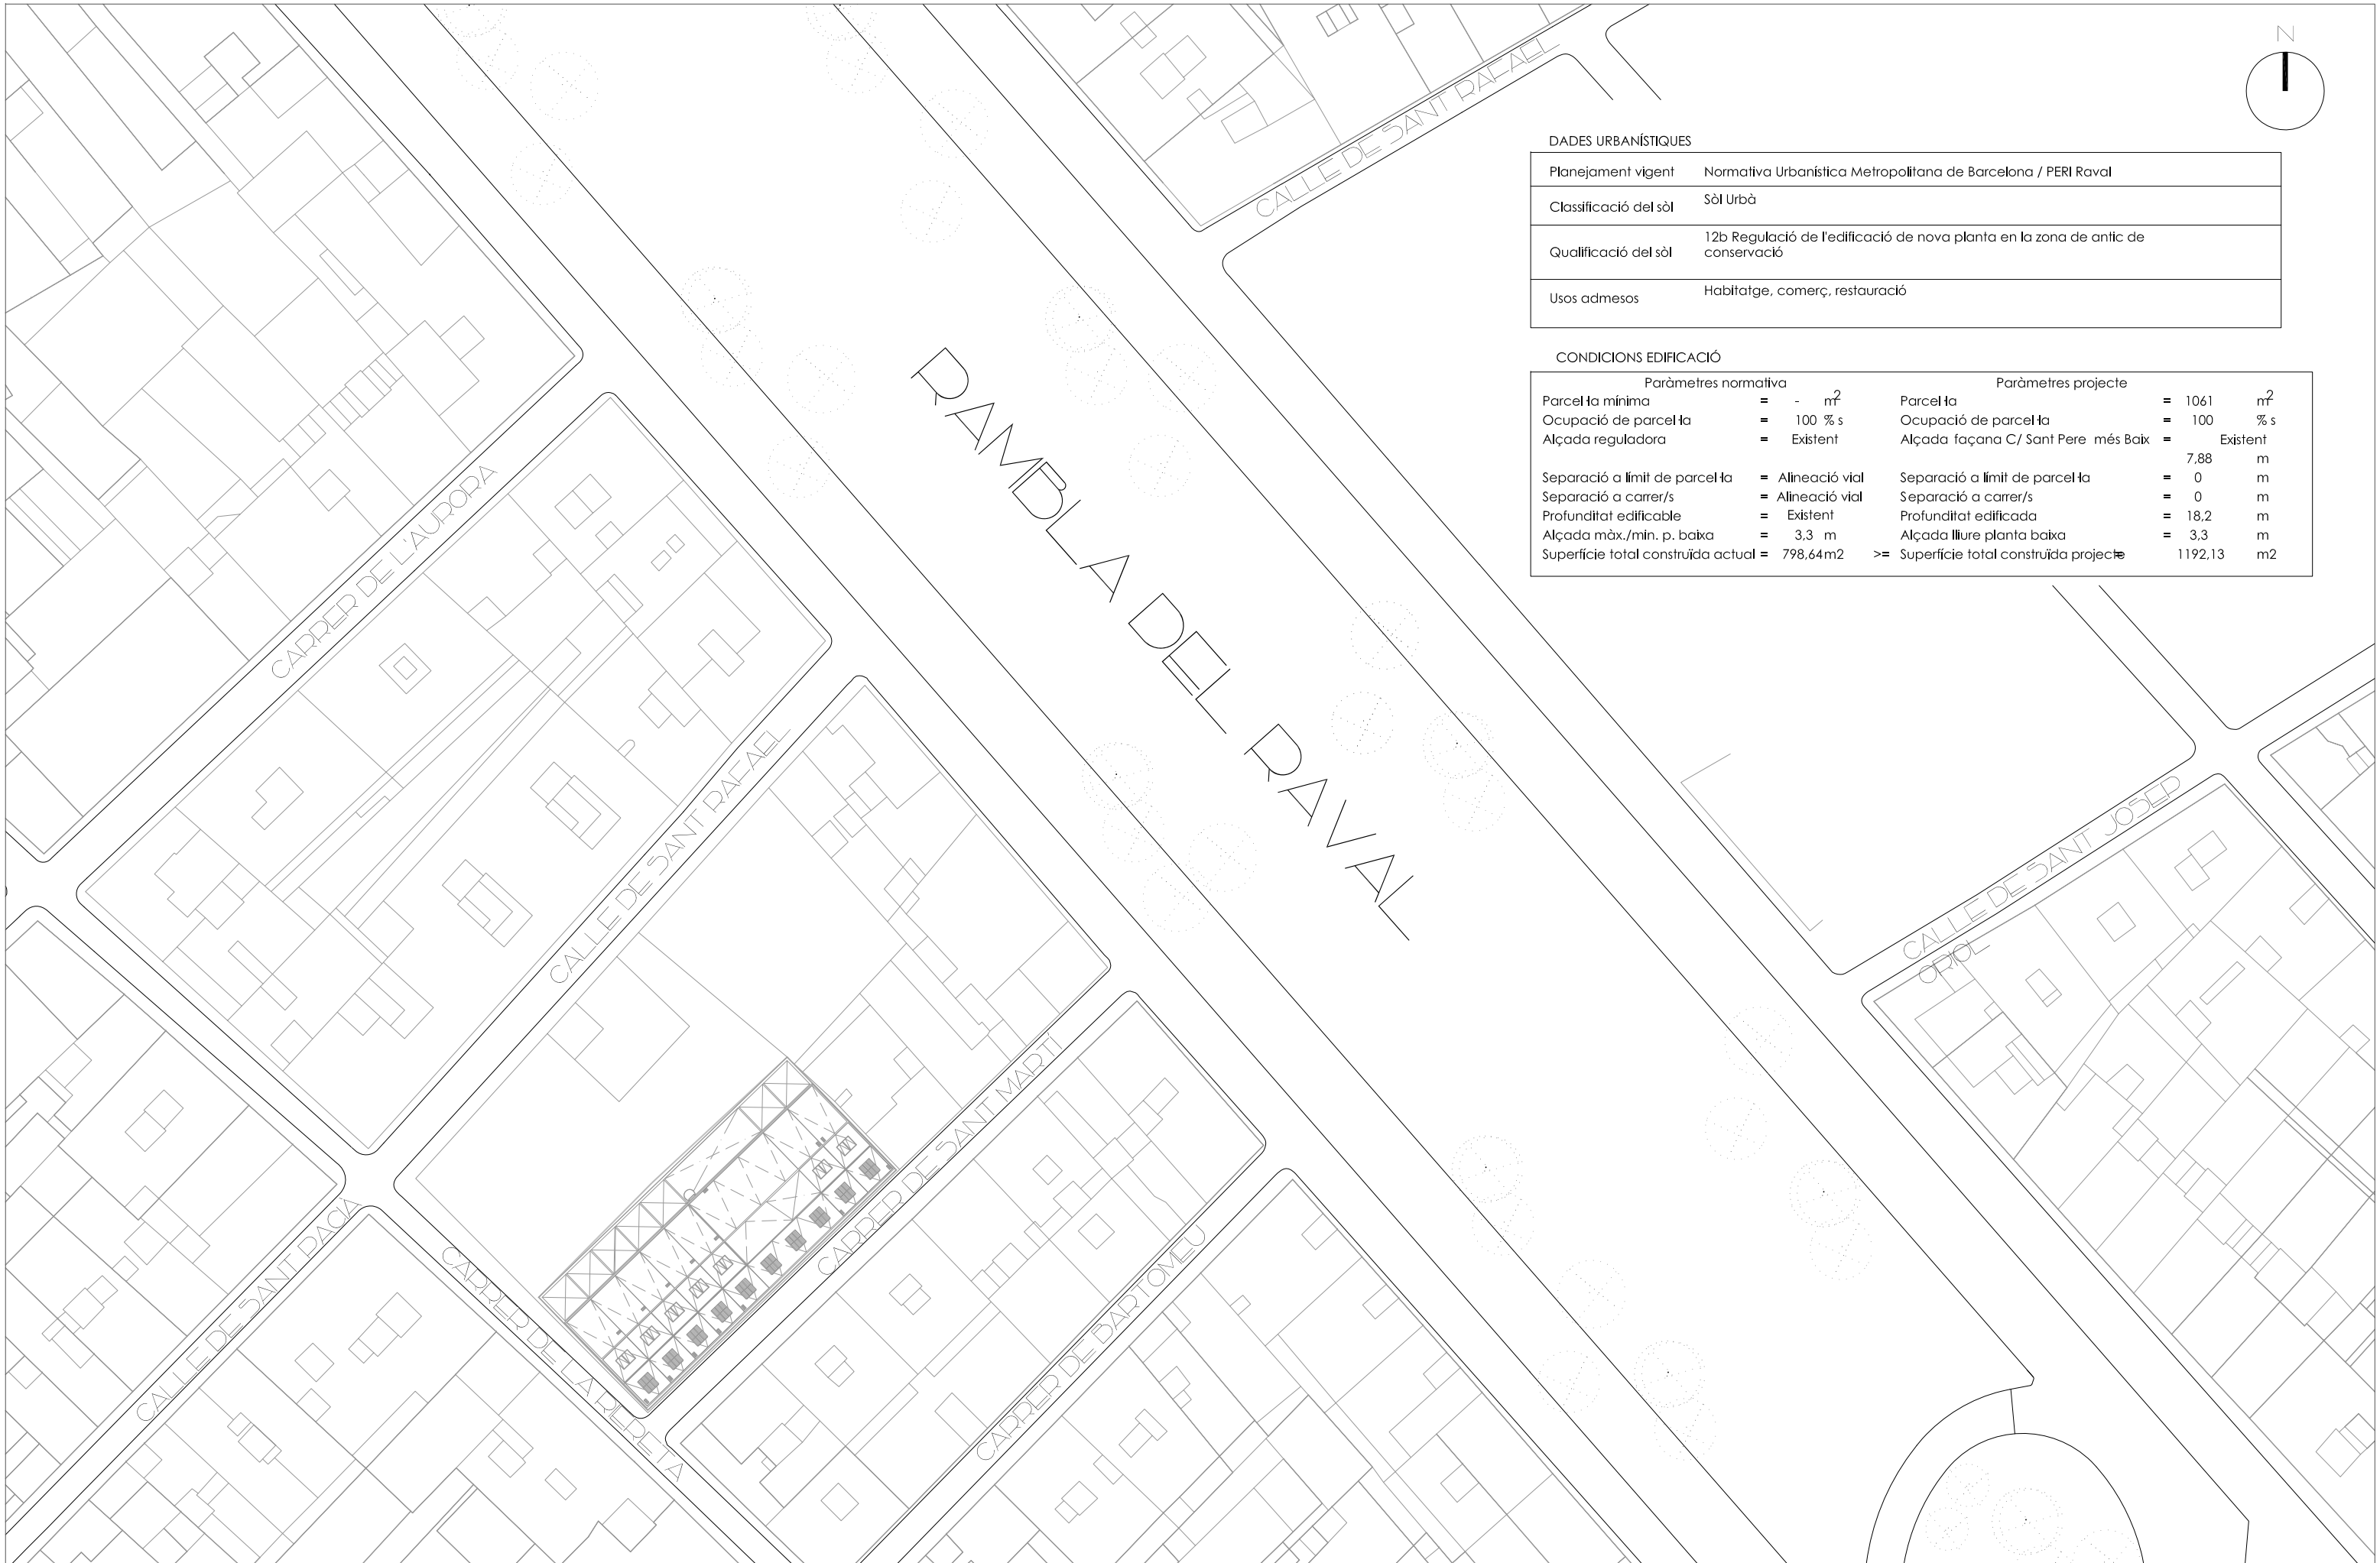 N
CALLE DE SANT RAFAEL
DADES URBANÍSTIQUES
Planejament vigent Normativa Urbanística Metropolitana de Barcelona / PERI Raval
Classificació del sòl Sòl Urbà
Qualificació del sòl 12b Regulació de l'edificació de nova planta en la zona de antic de
conservació
Usos admesos Habitatge, comerç, restauració
CONDICIONS EDIFICACIÓ
Paràmetres normativa Paràmetres projecte
Parcel·la mínima = - m2 Parcel·la = 1061 m2
Ocupació de parcel·la = 100 % s Ocupació de parcel·la = 100 % s
Alçada reguladora = Existent Alçada façana C/ Sant Pere més Baix = Existent
7,88 m
Separació a límit de parcel·la = Alineació vial Separació a límit de parcel·la = 0 m
Separació a carrer/s = Alineació vial Separació a carrer/s = 0 m
Profunditat edificable = Existent Profunditat edificada = 18,2 m
Alçada màx./min. p. baixa = 3,3 m Alçada lliure planta baixa = 3,3 m
Superfície total construïda actual = 798,64 m2 >= Superfície total construïda projecte = 1192,13 m2
RAMBLA DEL RAVAL
CARRER DE L'AURORA
CALLE DE SANT RAFAEL
CALLE DE SANT JOSEP
ORIOL
CARRER DE SANT MARTI
CALLE DE SANT PACIA
CARRER DE LA REIRETA
CARRER DE BARTOMEU